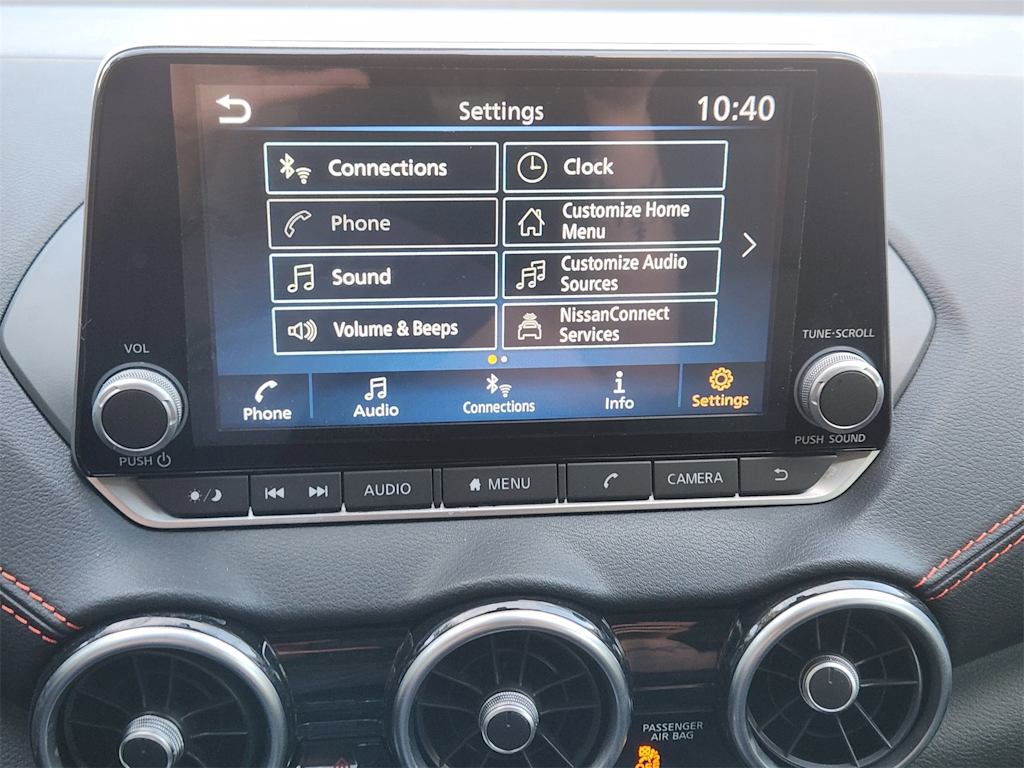 Settings
10:40
Connections
Clock
Phone
Customize Home
Menu
Sound
Customize Audio
Sources
Volume & Beeps
NissanConnect
Services
Phone
Audio
Connections
Info
Settings
VOL
TUNE·SCROLL
PUSH
PUSH SOUND
AUDIO
MENU
CAMERA
PASSENGER
AIR BAG